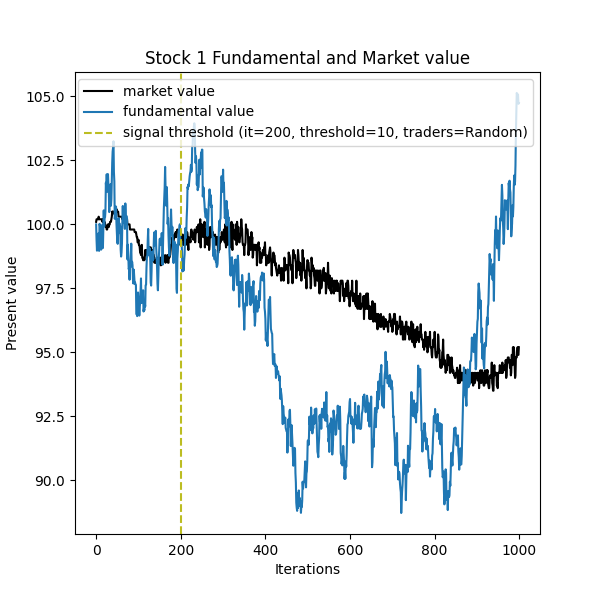 Stock 1 Fundamental and Market value
market value
fundamental value
signal threshold (it=200, threshold=10, traders=Random)
105.0
102.5
100.0
97.5
95.0
92.5
90.0
Present value
0 200 400 600 800 1000
Iterations